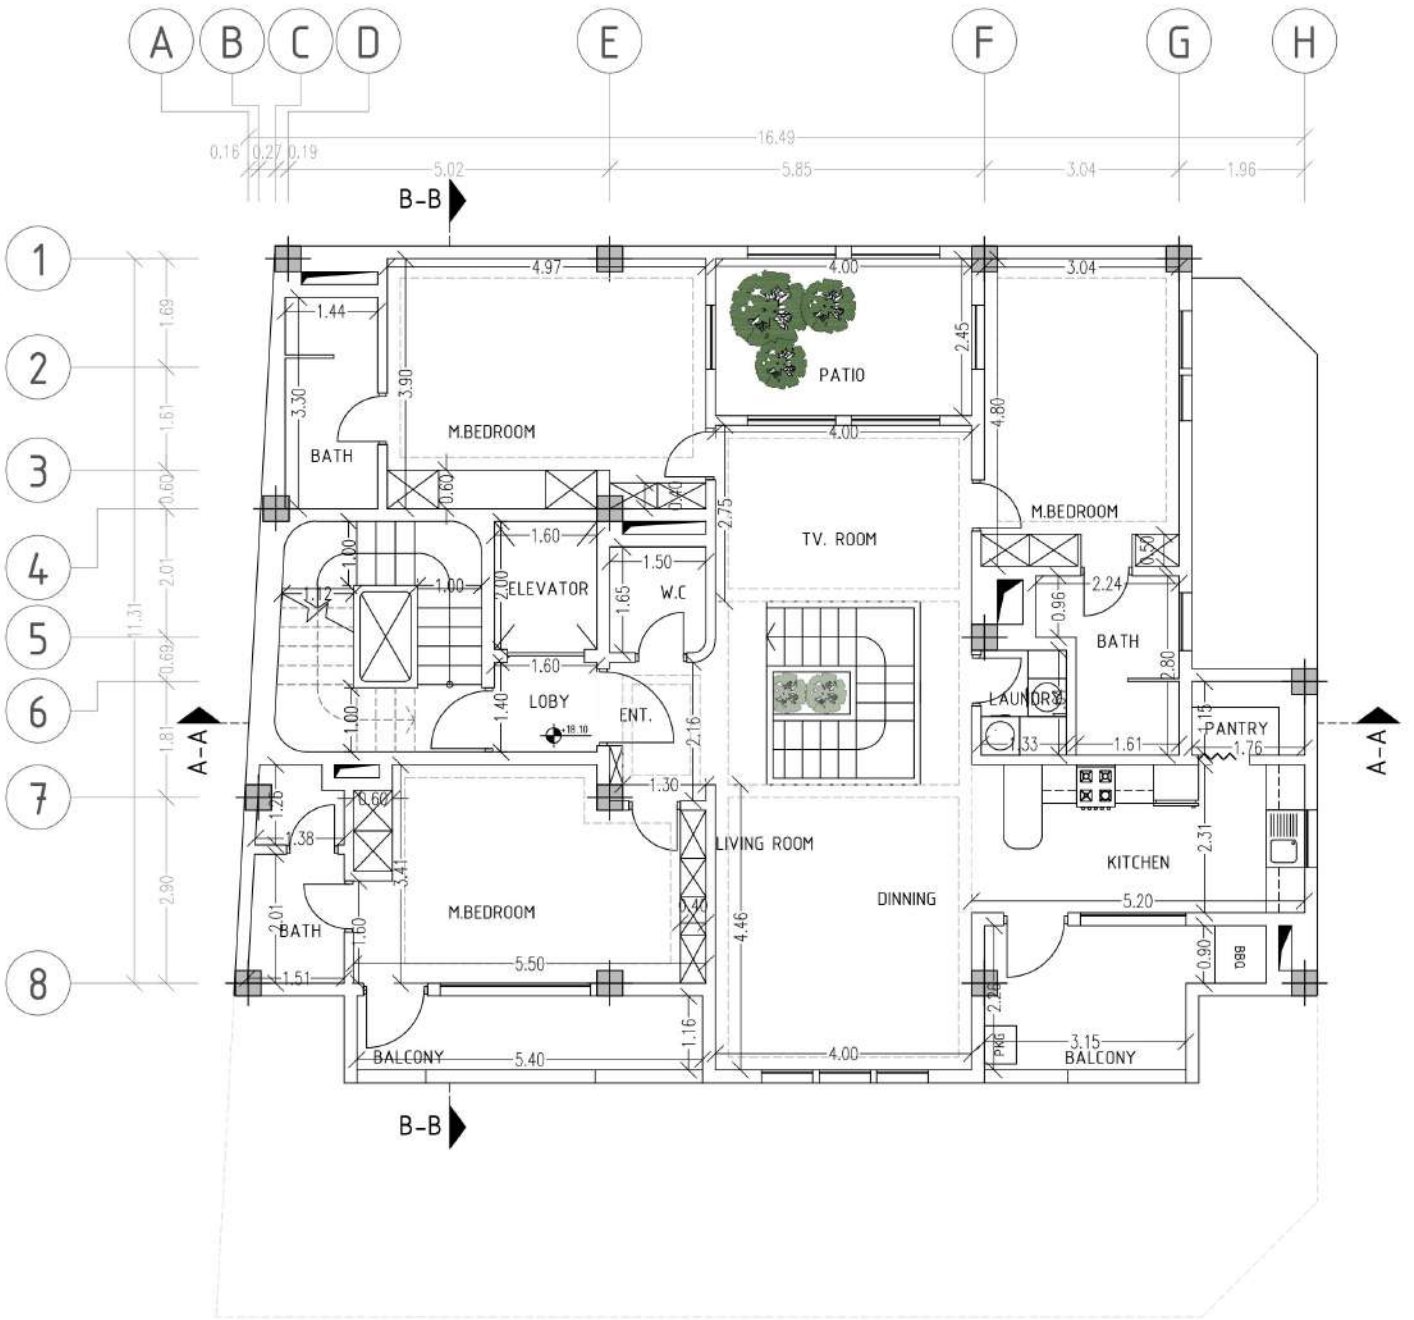 A B C D E F G H
16.49
0.16 0.27 0.19
5.02 5.85 3.04 1.96
B-B
1
4.97 4.00 3.04
1.69
1.44
2
2.45
PATIO
3.90
3.30
1.61
4.80
M.BEDROOM
4.00
BATH
3
0.60 0.60 0.40
2.75
M.BEDROOM
TV. ROOM
1.60
1.00
0.50
4
2.01
1.50
1.12 1.00 2.00 ELEVATOR
1.65 W.C
2.24
0.96
11.31
5
BATH
0.69
1.60
2.80
6
LOBY
LAUNDRY
1.00 1.40 ENT.
1.15
PANTRY
+18.10
2.16
A-A
1.81
1.33 1.61 1.76
A-A
7
1.26 0.60
1.30
1.38
2.31
LIVING ROOM
KITCHEN
3.41
2.90
DINNING
5.20
M.BEDROOM
0.40
2.01 BATH 1.60
4.46
0.90 BBQ
5.50
1.51
8
2.26
1.16
PKG
3.15
BALCONY 5.40 4.00 BALCONY
B-B